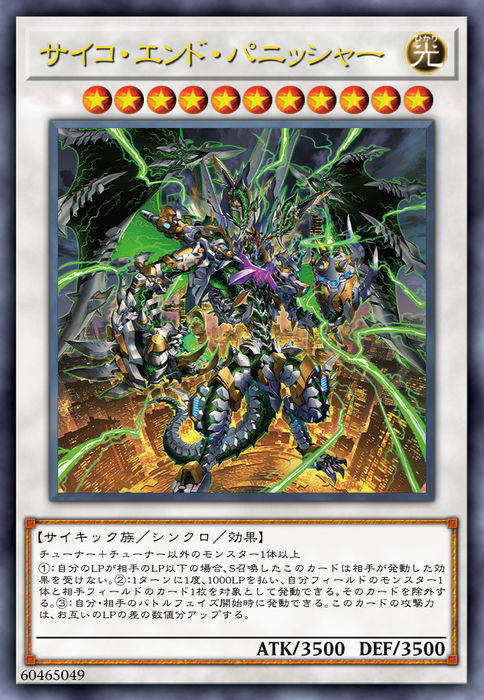 サイコ・エンド・パニッシャー
ひかり
光
【サイキック族／シンクロ／効果】
チューナー＋チューナー以外のモンスター1体以上
①：自分のLPが相手のLP以下の場合、S召喚したこのカードは相手が発動した効
果を受けない。②：1ターンに1度、1000LPを払い、自分フィールドのモンスター1
体と相手フィールドのカード1枚を対象として発動できる。そのカードを除外す
る。③：自分・相手のバトルフェイズ開始時に発動できる。このカードの攻撃力
は、お互いのLPの差の数値分アップする。
ATK/3500 DEF/3500
60465049